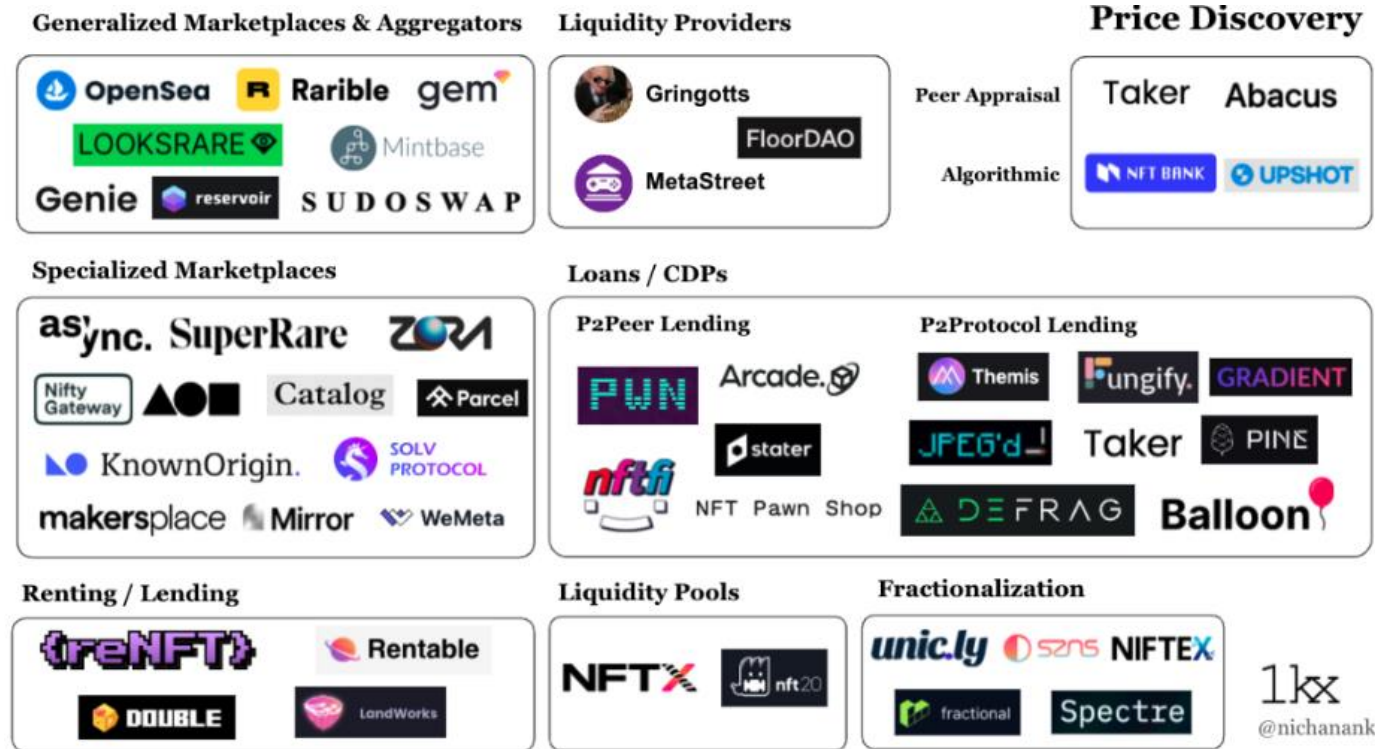 Generalized Marketplaces & Aggregators
OpenSea
Rarible
gem
LOOKSRARE
Mintbase
Genie
reservoir
SUDOSWAP
Liquidity Providers
Gringotts
FloorDAO
MetaStreet
Price Discovery
Peer Appraisal
Taker
Abacus
Algorithmic
NFT BANK
UPSHOT
Specialized Marketplaces
async.
SuperRare
ZORA
Nifty
Gateway
Catalog
Parcel
KnownOrigin.
SOLV
PROTOCOL
makersplace
Mirror
WeMeta
Loans / CDPs
P2Peer Lending
PWN
Arcade.
stater
nftfi
NFT Pawn Shop
P2Protocol Lending
Themis
Fungify.
GRADIENT
JPEG'd
Taker
PINE
DEFRAG
Balloon
Renting / Lending
{reNFT}
Rentable
DOUBLE
LandWorks
Liquidity Pools
NFTX
nft20
Fractionalization
unic.ly
szns
NIFTEX
fractional
Spectre
1kx
@nichanank